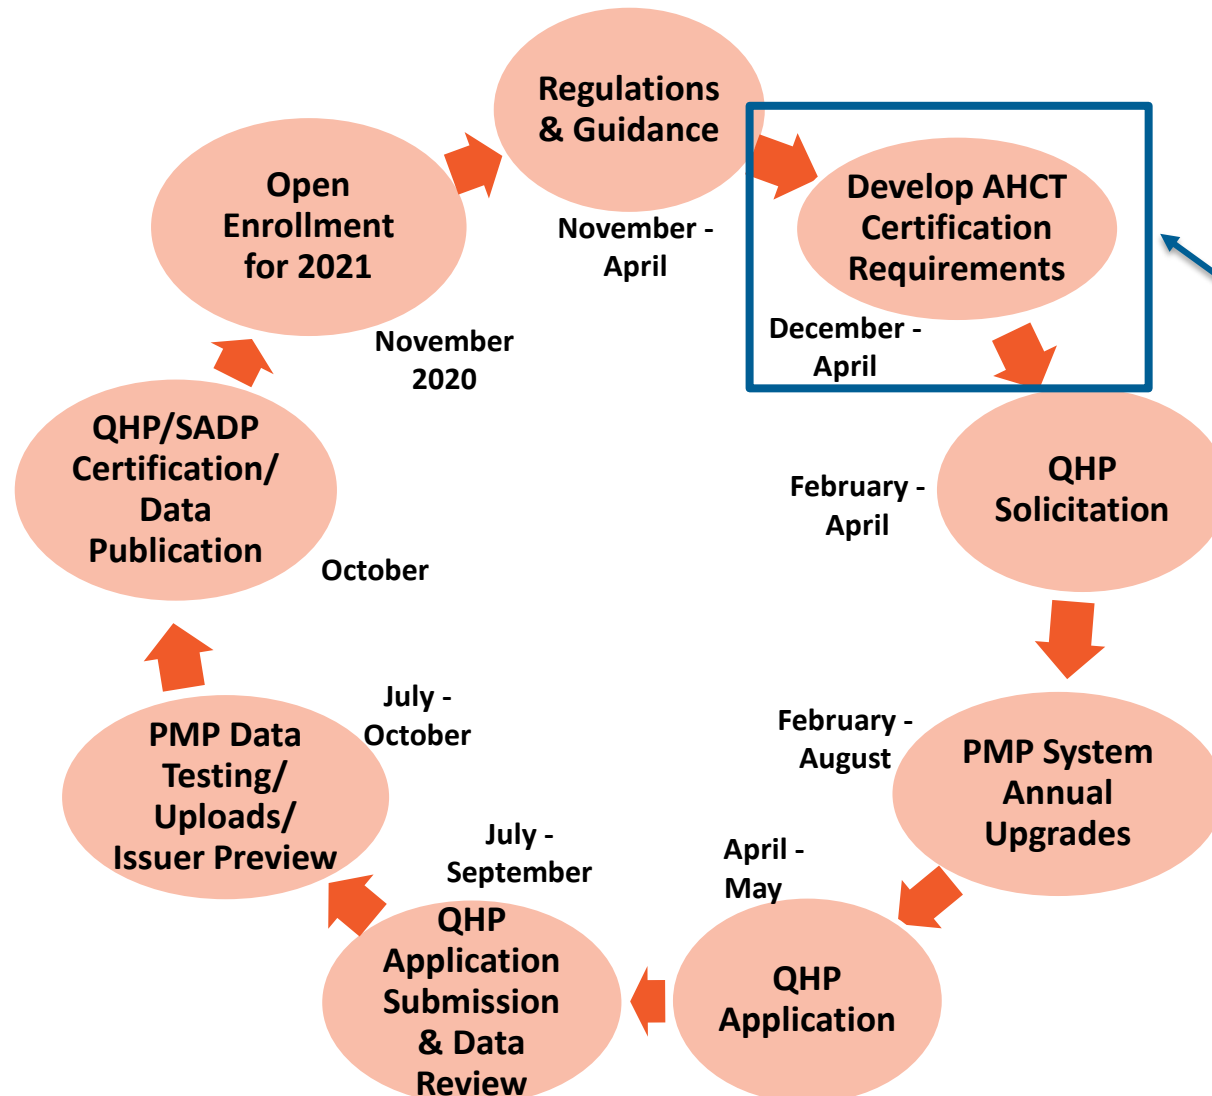 Regulations
& Guidance
November -
April
Develop AHCT
Certification
Requirements
December -
April
QHP
Solicitation
February -
April
PMP System
Annual
Upgrades
February -
August
QHP
Application
April -
May
QHP
Application
Submission
& Data
Review
July -
September
PMP Data
Testing/
Uploads/
Issuer Preview
July -
October
QHP/SADP
Certification/
Data
Publication
October
Open
Enrollment
for 2021
November
2020